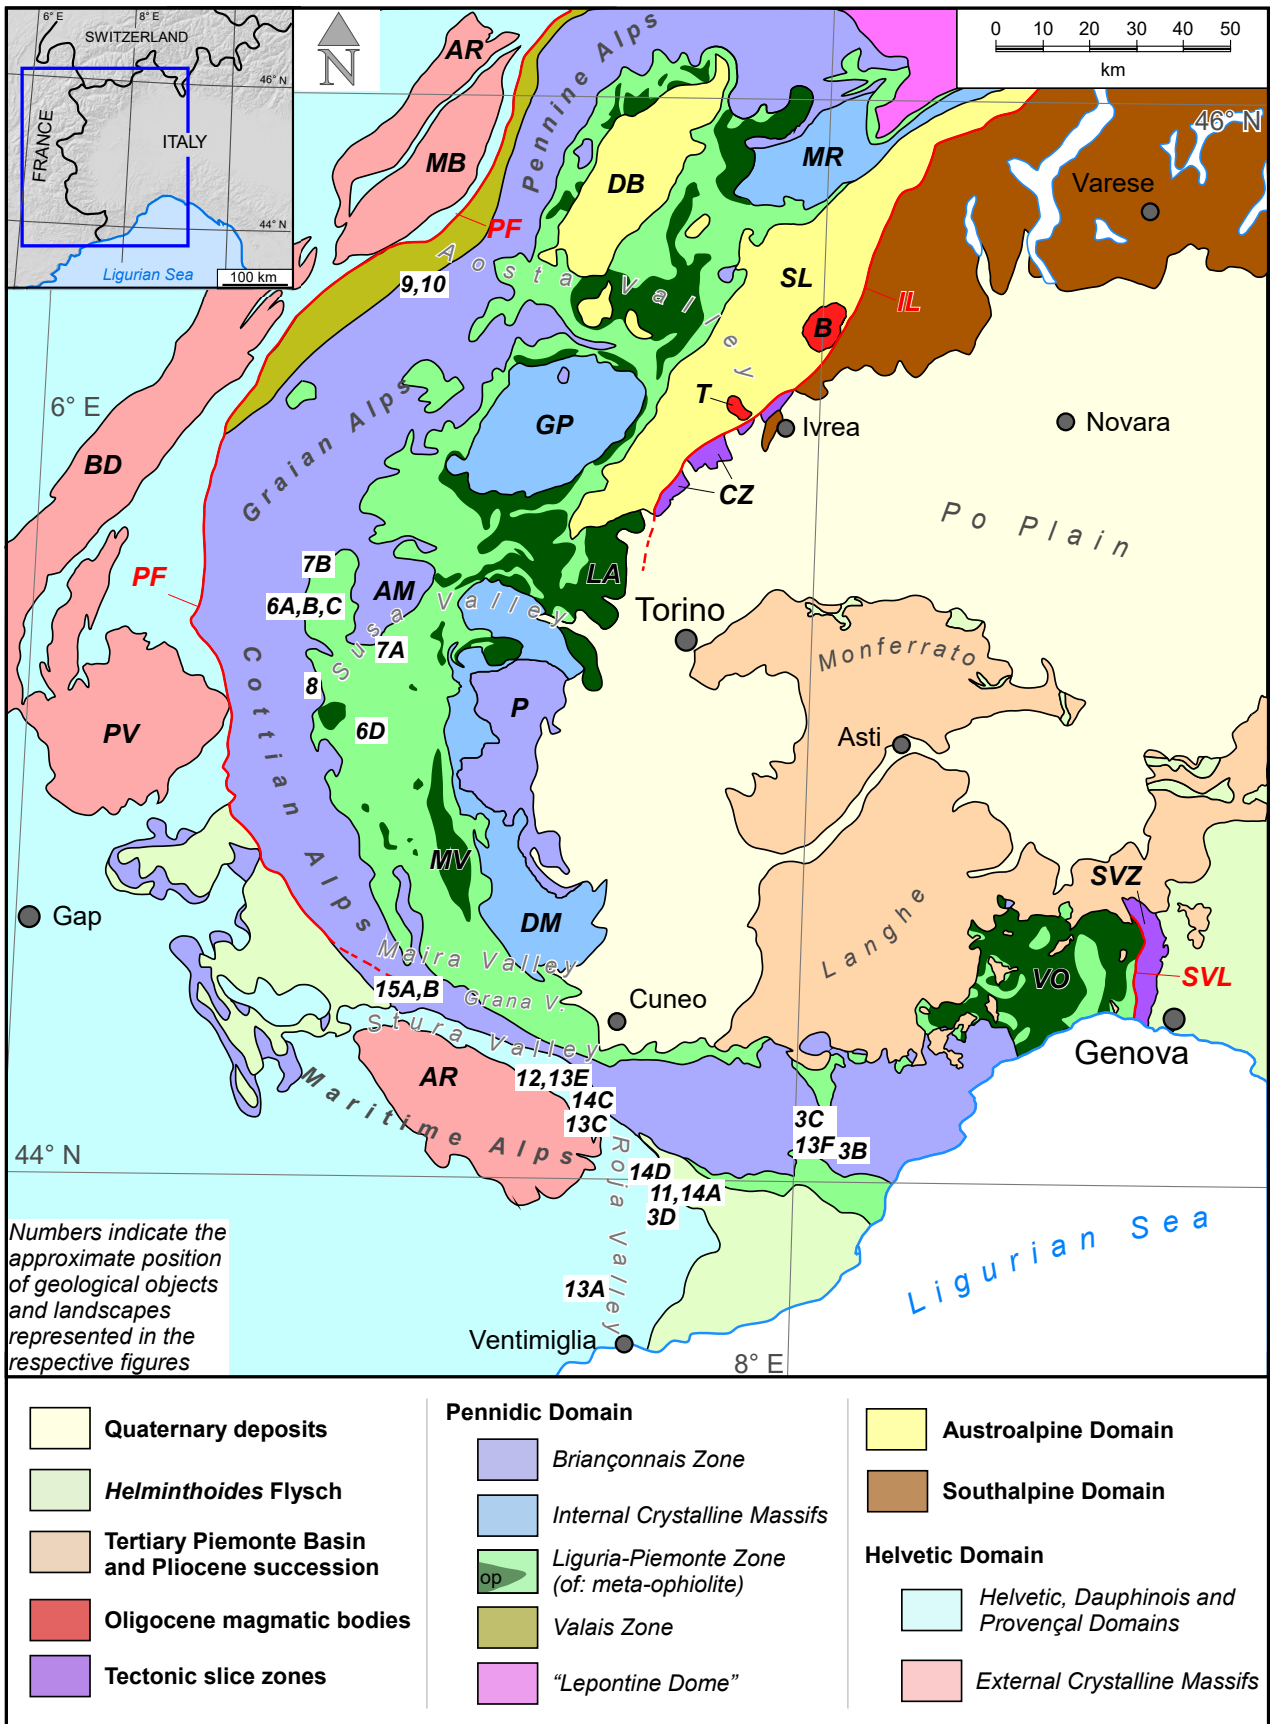 6° E
8° E
SWITZERLAND
46° N
FRANCE
ITALY
44° N
Ligurian Sea
100 km
N
0 10 20 30 40 50
km
AR
Pennine Alps
46° N
MR
MB
DB
Varese
PF
Aosta Valley
9,10
SL
IL
B
6° E
T
Graian Alps
GP
Ivrea
Novara
BD
CZ
Po Plain
7B
PF
AM
LA
6A,B,C
Susa Valley
Torino
7A
Monferrato
Cottian Alps
8
P
PV
6D
Asti
MV
SVZ
Gap
DM
Langhe
Maira Valley
VO
SVL
15A,B
Grana V.
Cuneo
Stura Valley
Genova
AR
12,13E
Maritime Alps
14C
3C
13C
13F
3B
44° N
Roja Valley
14D
11,14A
3D
Ligurian Sea
Numbers indicate the
approximate position
of geological objects
and landscapes
represented in the
respective figures
13A
Ventimiglia
8° E
Quaternary deposits
Helminthoides Flysch
Tertiary Piemonte Basin
and Pliocene succession
Oligocene magmatic bodies
Tectonic slice zones
Pennidic Domain
Briançonnais Zone
Internal Crystalline Massifs
op
Liguria-Piemonte Zone
(of: meta-ophiolite)
Valais Zone
“Lepontine Dome”
Austroalpine Domain
Southalpine Domain
Helvetic Domain
Helvetic, Dauphinois and
Provençal Domains
External Crystalline Massifs